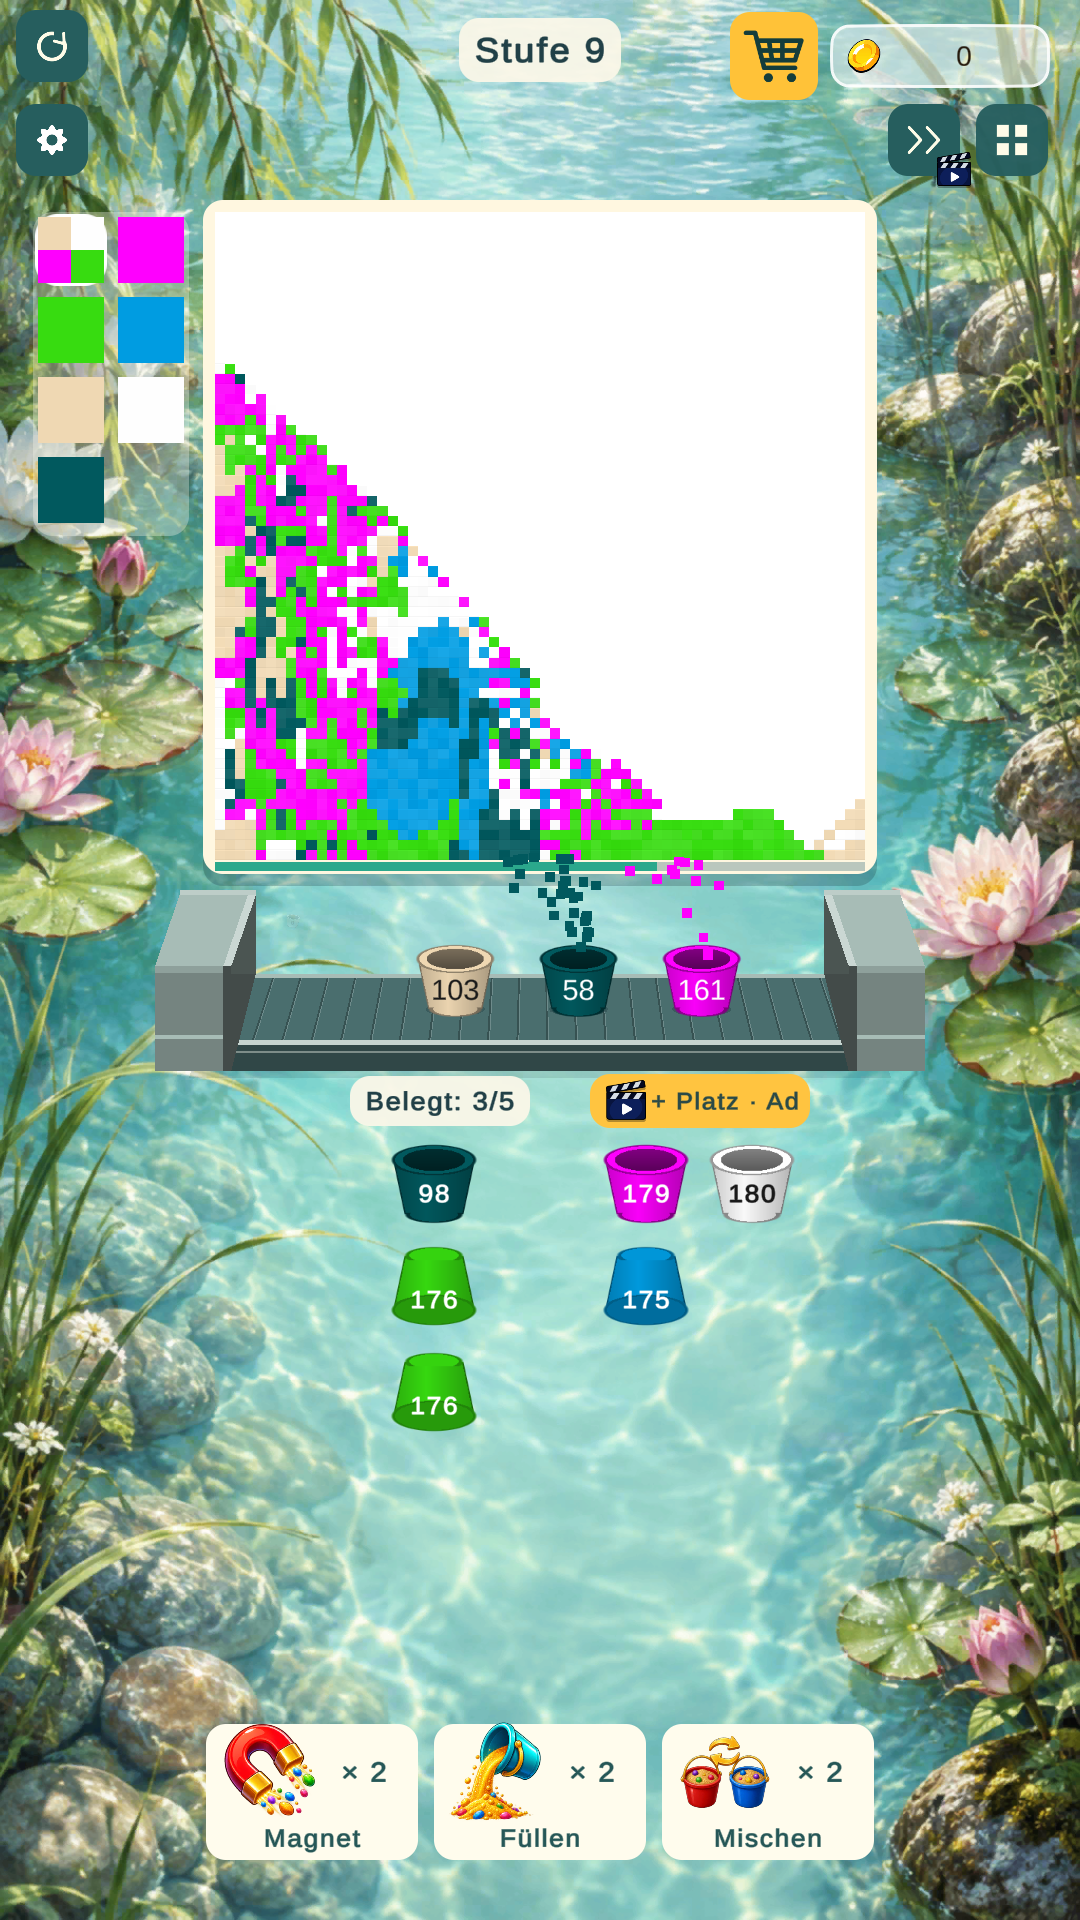 Stufe 9
0
103
58
161
Belegt: 3/5
+ Platz · Ad
98
179
180
176
175
176
× 2
× 2
× 2
Magnet
Füllen
Mischen